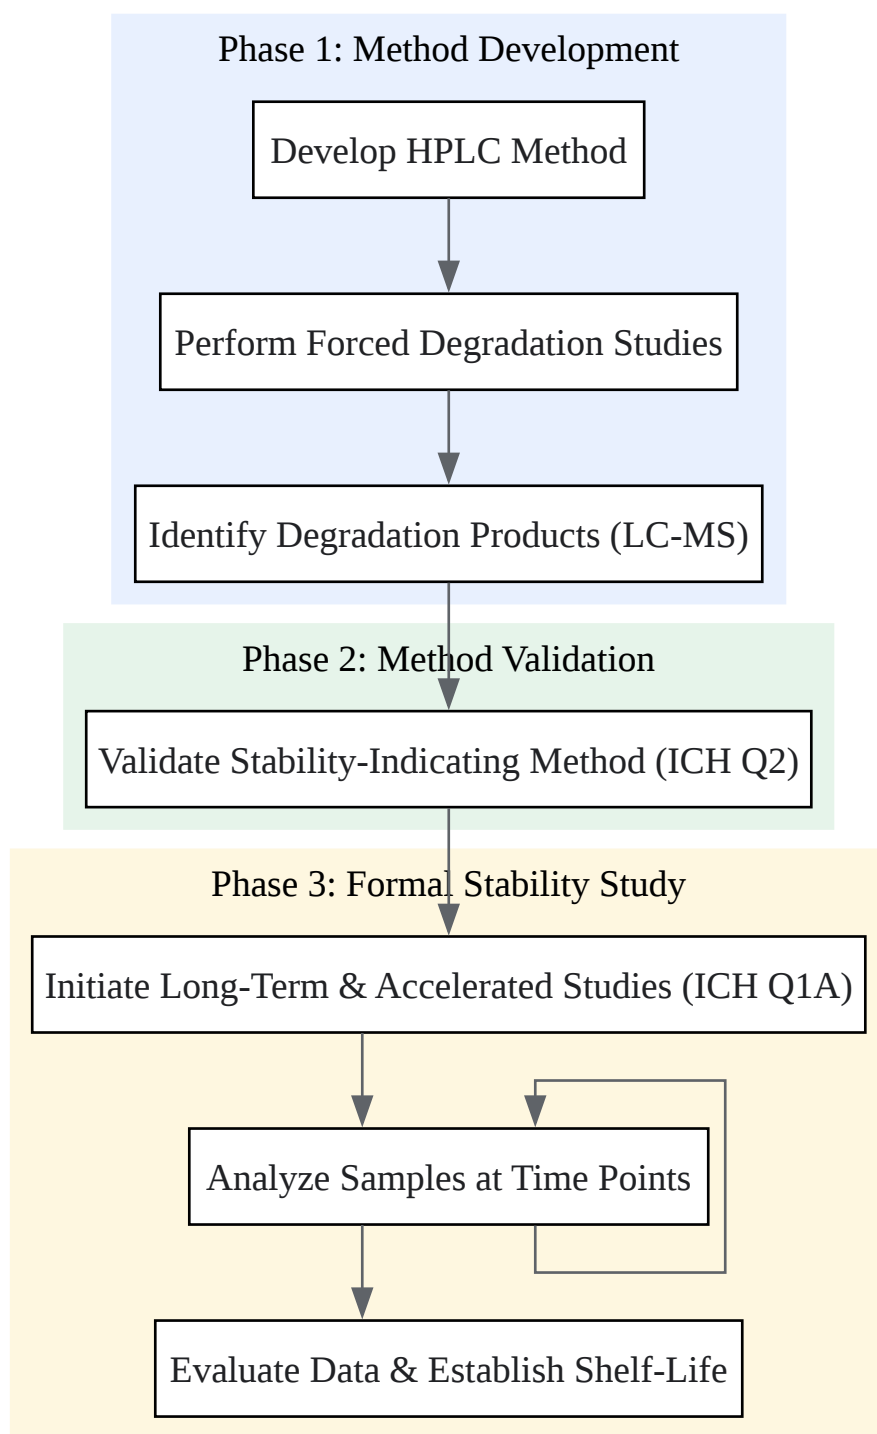 Phase 1: Method Development
Develop HPLC Method
Perform Forced Degradation Studies
Identify Degradation Products (LC-MS)
Phase 2: Method Validation
Validate Stability-Indicating Method (ICH Q2)
Phase 3: Formal Stability Study
Initiate Long-Term & Accelerated Studies (ICH Q1A)
Analyze Samples at Time Points
Evaluate Data & Establish Shelf-Life